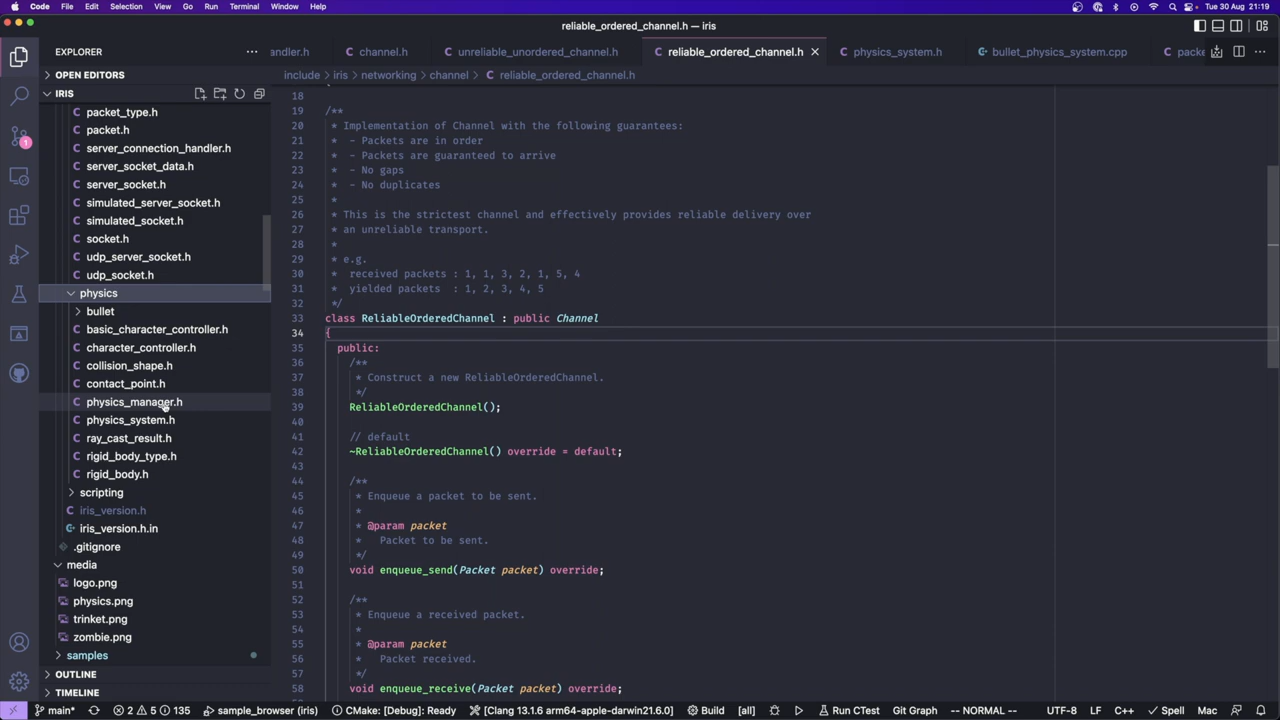 Code File Edit Selection View Go Run Terminal Window Help Tue 30 Aug 21:19
reliable_ordered_channel.h — iris
EXPLORER
andler.h channel.h unreliable_unordered_channel.h reliable_ordered_channel.h physics_system.h bullet_physics_system.cpp packe
OPEN EDITORS
include › iris › networking › channel › reliable_ordered_channel.h
IRIS
packet_type.h
packet.h
server_connection_handler.h
server_socket_data.h
server_socket.h
simulated_server_socket.h
simulated_socket.h
socket.h
udp_server_socket.h
udp_socket.h
physics
bullet
basic_character_controller.h
character_controller.h
collision_shape.h
contact_point.h
physics_manager.h
physics_system.h
ray_cast_result.h
rigid_body_type.h
rigid_body.h
scripting
iris_version.h
iris_version.h.in
.gitignore
media
logo.png
physics.png
trinket.png
zombie.png
samples
OUTLINE
TIMELINE
18
19 /**
20 * Implementation of Channel with the following guarantees:
21 * - Packets are in order
22 * - Packets are guaranteed to arrive
23 * - No gaps
24 * - No duplicates
25 *
26 * This is the strictest channel and effectively provides reliable delivery over
27 * an unreliable transport.
28 *
29 * e.g.
30 * received packets : 1, 1, 3, 2, 1, 5, 4
31 * yielded packets : 1, 2, 3, 4, 5
32 */
33 class ReliableOrderedChannel : public Channel
34 {
35 public:
36 /**
37 * Construct a new ReliableOrderedChannel.
38 */
39 ReliableOrderedChannel();
40
41 // default
42 ~ReliableOrderedChannel() override = default;
43
44 /**
45 * Enqueue a packet to be sent.
46 *
47 * @param packet
48 * Packet to be sent.
49 */
50 void enqueue_send(Packet packet) override;
51
52 /**
53 * Enqueue a received packet.
54 *
55 * @param packet
56 * Packet received.
57 */
58 void enqueue_receive(Packet packet) override;
main* 2 5 135 sample_browser (iris) CMake: [Debug]: Ready [Clang 13.1.6 arm64-apple-darwin21.6.0] Build [all] Run CTest Git Graph -- NORMAL -- UTF-8 LF C++ Spell Mac